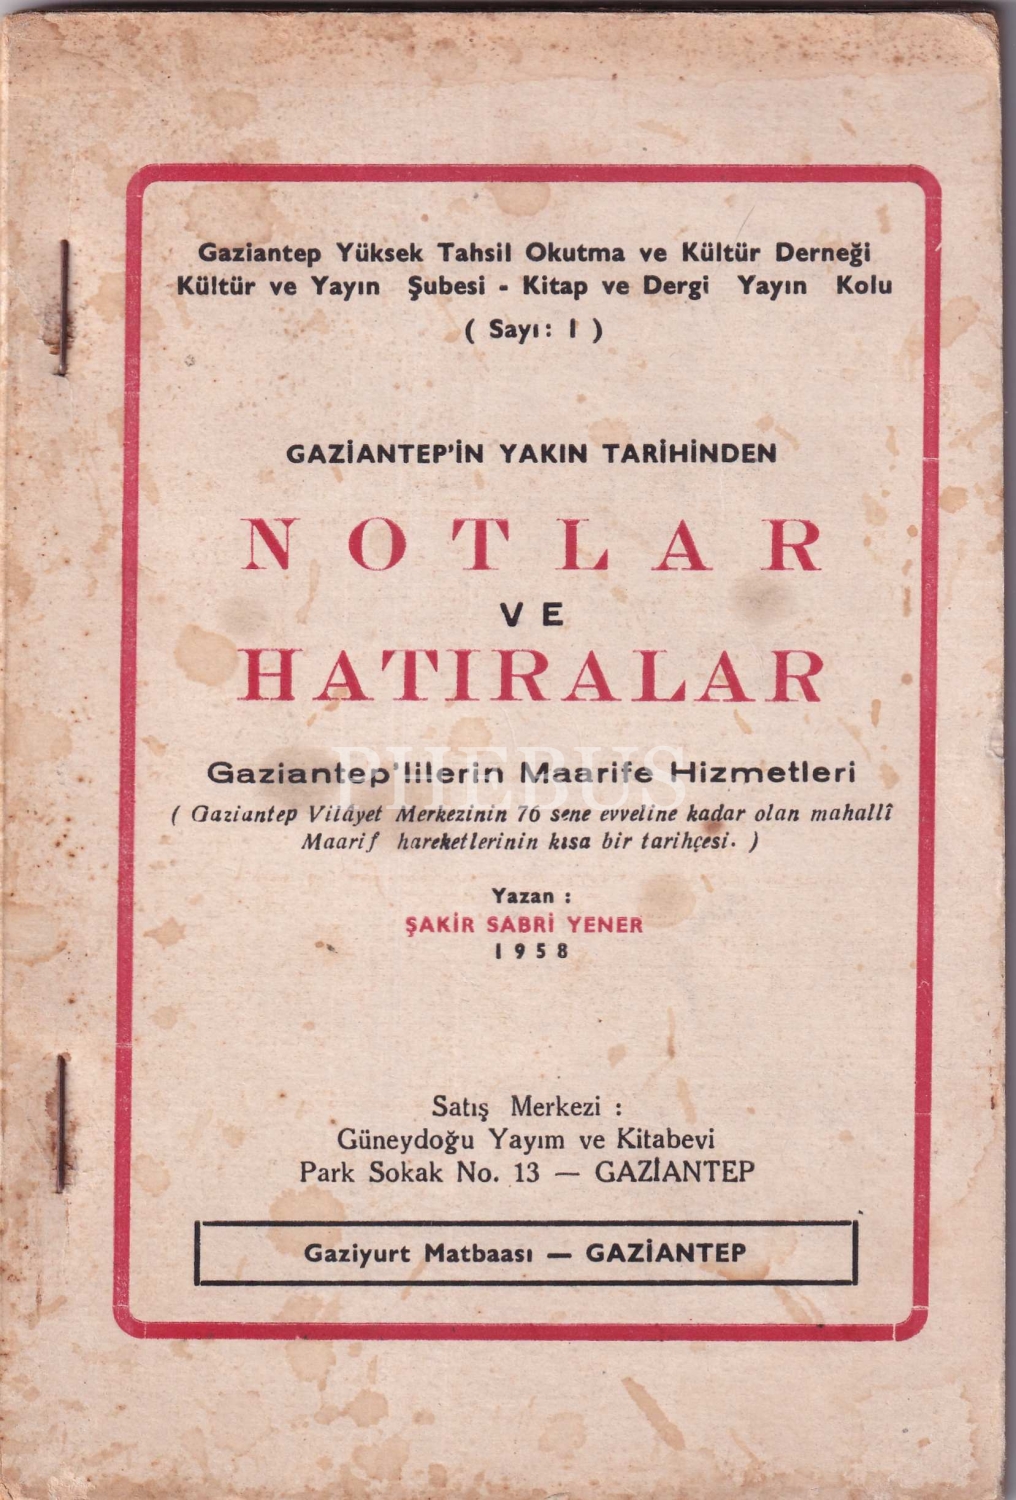 Gaziantep Yüksek Tahsil Okutma ve Kültür Derneği
Kültür ve Yayın Şubesi - Kitap ve Dergi Yayın Kolu
( Sayı: 1 )
GAZİANTEP'İN YAKIN TARİHİNDEN
NOTLAR
VE
HATIRALAR
PHEBUS
Gaziantep'lilerin Maarife Hizmetleri
( Gaziantep Vilâyet Merkezinin 76 sene evveline kadar olan mahallî
Maarif hareketlerinin kısa bir tarihçesi. )
Yazan :
ŞAKİR SABRİ YENER
1958
Satış Merkezi :
Güneydoğu Yayım ve Kitabevi
Park Sokak No. 13 — GAZİANTEP
Gaziyurt Matbaası — GAZİANTEP